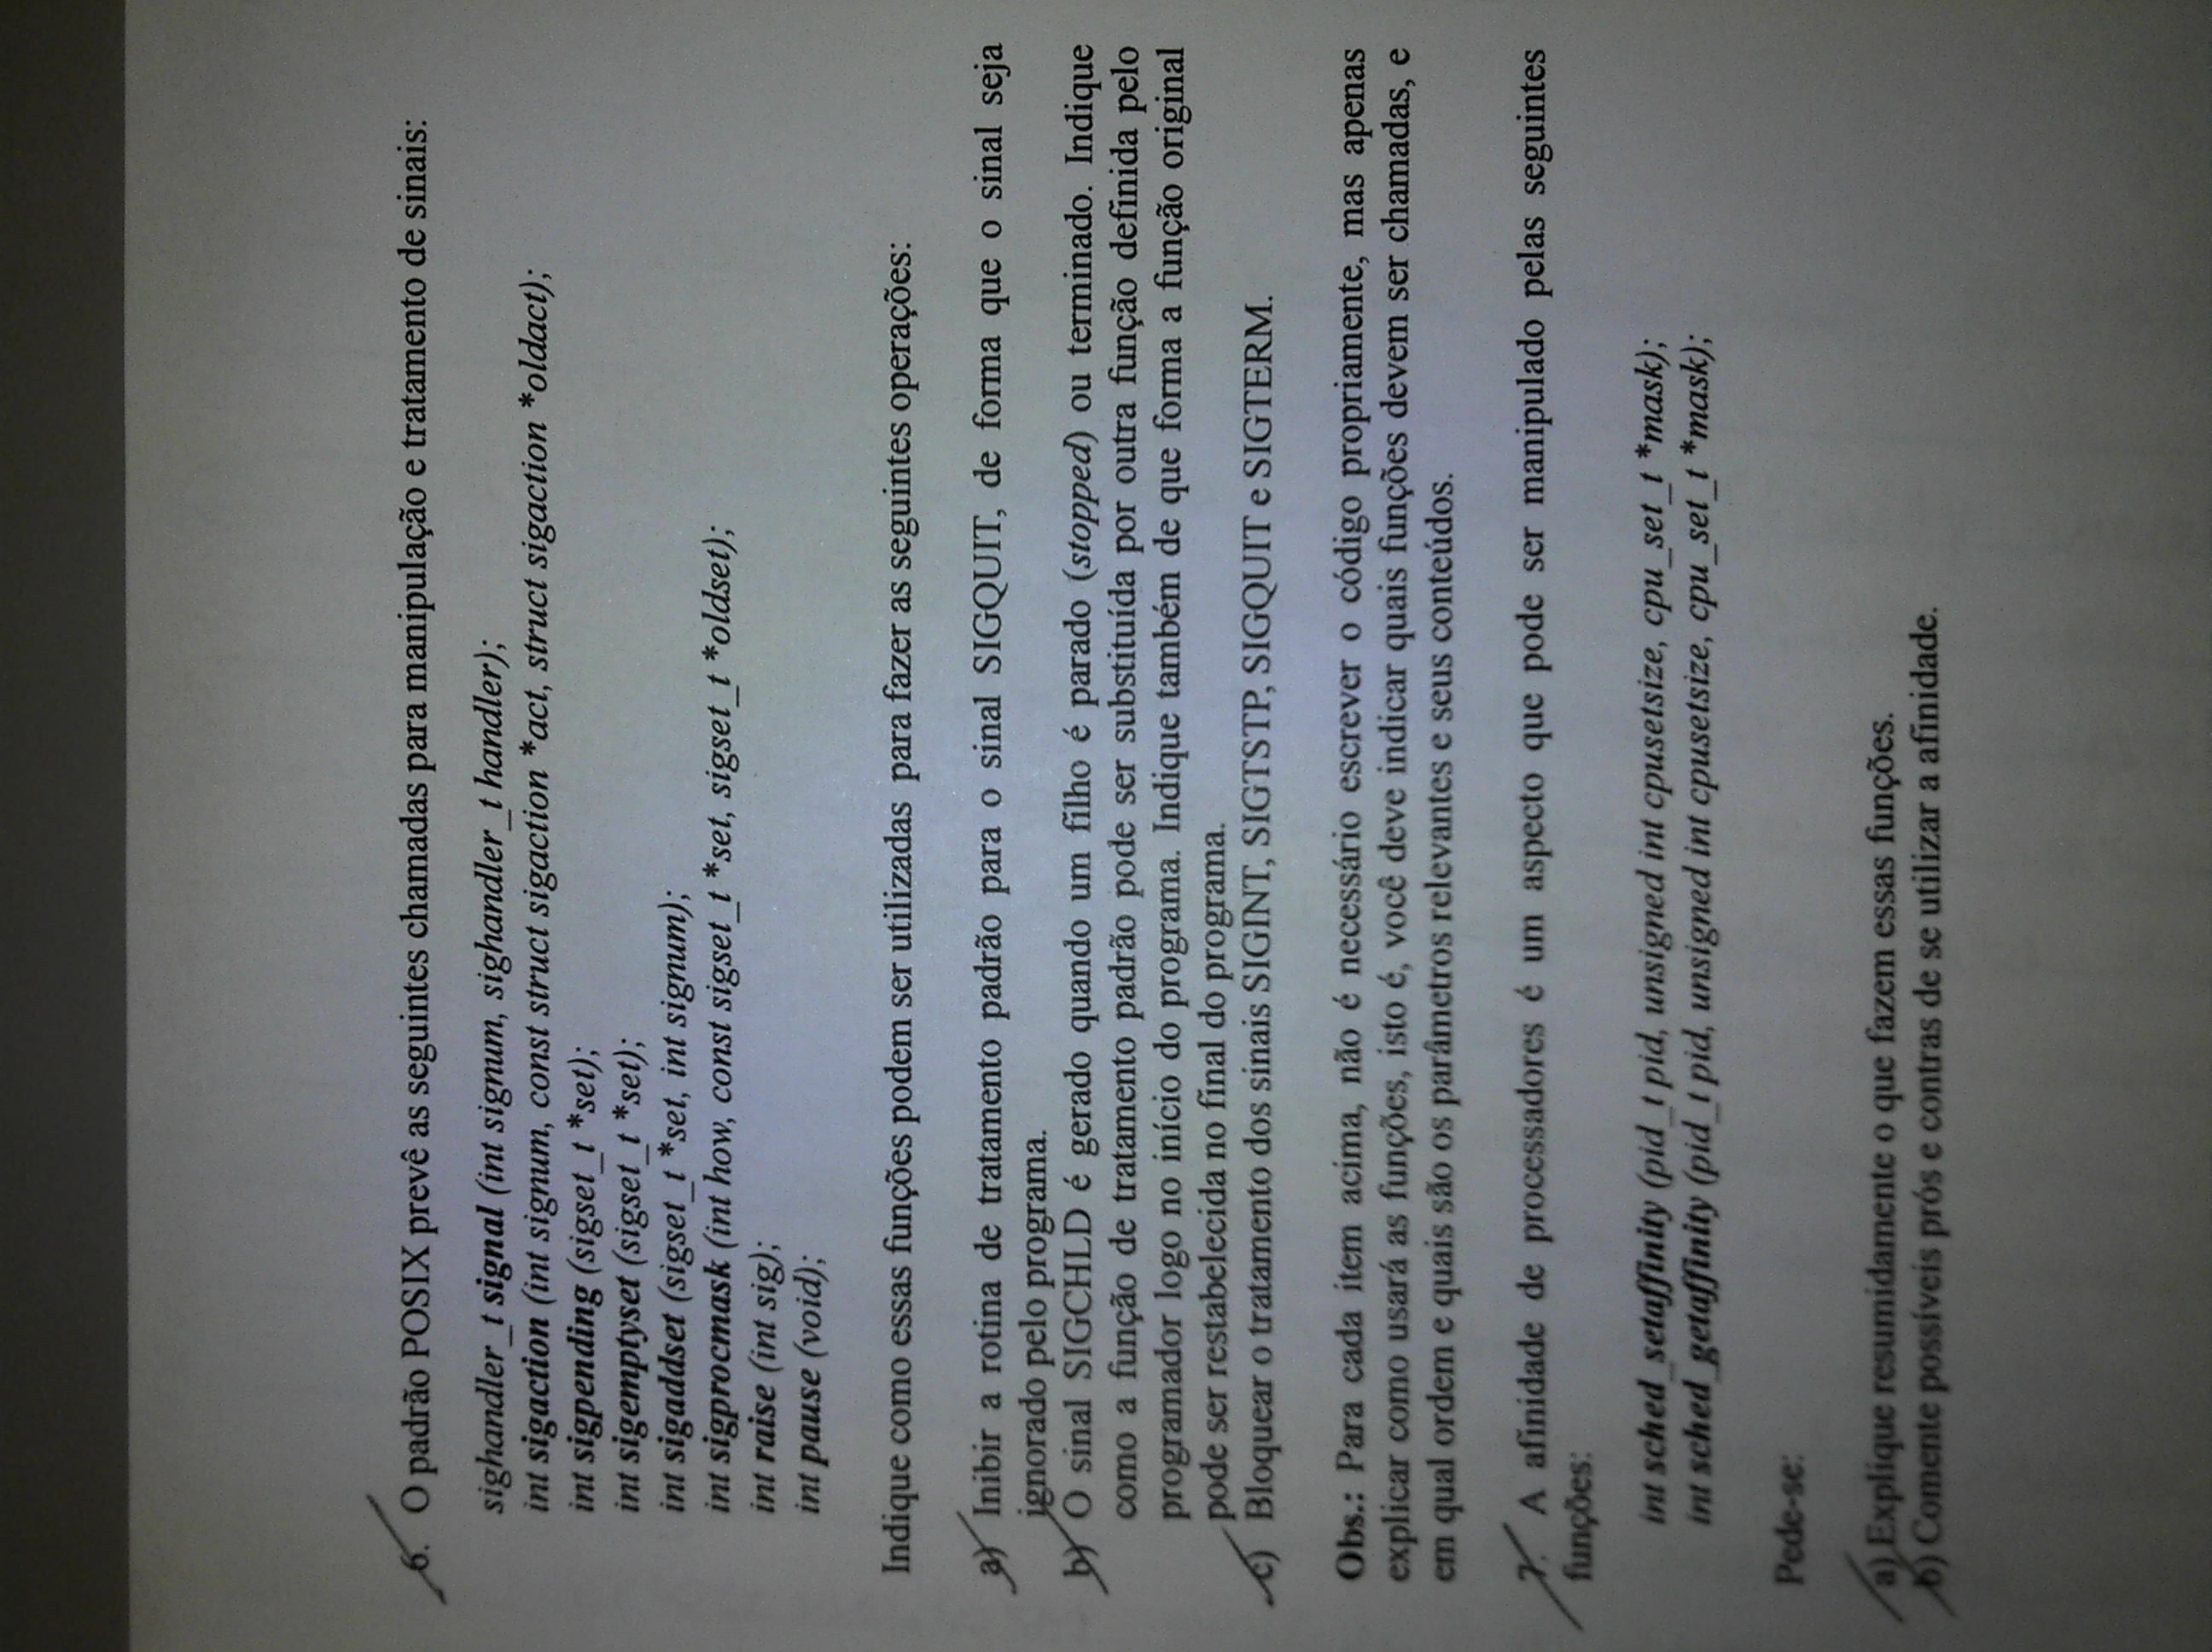 6. O padrão POSIX prevê as seguintes chamadas para manipulação e tratamento de sinais:
sighandler_t signal (int signum, sighandler_t handler);
int sigaction (int signum, const struct sigaction *act, struct sigaction *oldact);
int sigpending (sigset_t *set);
int sigemptyset (sigset_t *set);
int sigaddset (sigset_t *set, int signum);
int sigprocmask (int how, const sigset_t *set, sigset_t *oldset);
int raise (int sig);
int pause (void);
Indique como essas funções podem ser utilizadas para fazer as seguintes operações:
a) Inibir a rotina de tratamento padrão para o sinal SIGQUIT, de forma que o sinal seja
ignorado pelo programa.
b) O sinal SIGCHLD é gerado quando um filho é parado (stopped) ou terminado. Indique
como a função de tratamento padrão pode ser substituída por outra função definida pelo
programador logo no início do programa. Indique também de que forma a função original
pode ser restabelecida no final do programa.
c) Bloquear o tratamento dos sinais SIGINT, SIGTSTP, SIGQUIT e SIGTERM.
Obs.: Para cada item acima, não é necessário escrever o código propriamente, mas apenas
explicar como usará as funções, isto é, você deve indicar quais funções devem ser chamadas, e
em qual ordem e quais são os parâmetros relevantes e seus conteúdos.
7. A afinidade de processadores é um aspecto que pode ser manipulado pelas seguintes
funções:
int sched_setaffinity (pid_t pid, unsigned int cpusetsize, cpu_set_t *mask);
int sched_getaffinity (pid_t pid, unsigned int cpusetsize, cpu_set_t *mask);
Pede-se:
a) Explique resumidamente o que fazem essas funções.
b) Comente possíveis prós e contras de se utilizar a afinidade.